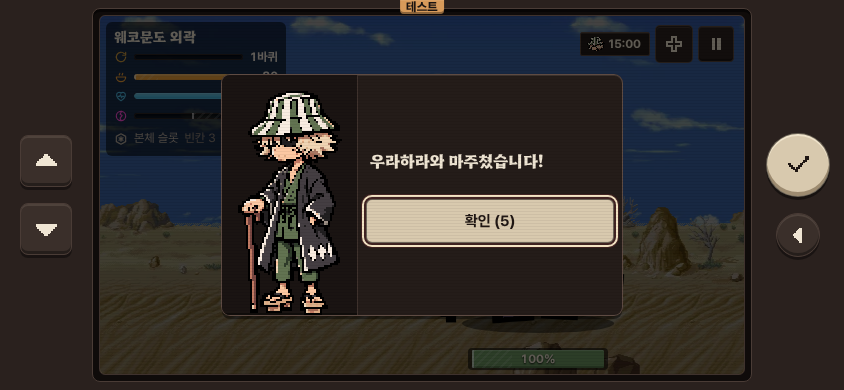 테스트
웨코문도 외곽
1바퀴
15:00
본체 슬롯 빈칸 3
우라하라와 마주쳤습니다!
확인 (5)
100%